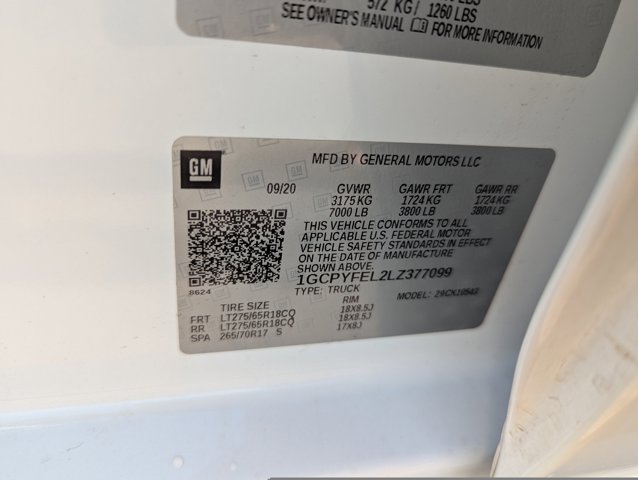 572 KG/ 1260 LBS
SEE OWNER'S MANUAL FOR MORE INFORMATION
GM
MFD BY GENERAL MOTORS LLC
09/20 GVWR GAWR FRT GAWR RR
3175 KG 1724 KG 1724 KG
7000 LB 3800 LB 3800 LB
THIS VEHICLE CONFORMS TO ALL
APPLICABLE U.S. FEDERAL MOTOR
VEHICLE SAFETY STANDARDS IN EFFECT
ON THE DATE OF MANUFACTURE
SHOWN ABOVE
1GCPYFEL2LZ377099
8624 TYPE: TRUCK MODEL:
TIRE SIZE RIM
FRT LT275/65R18CQ 18X8.5J
RR LT275/65R18CQ 18X8.5J
SPA 265/70R17 S 17X8J